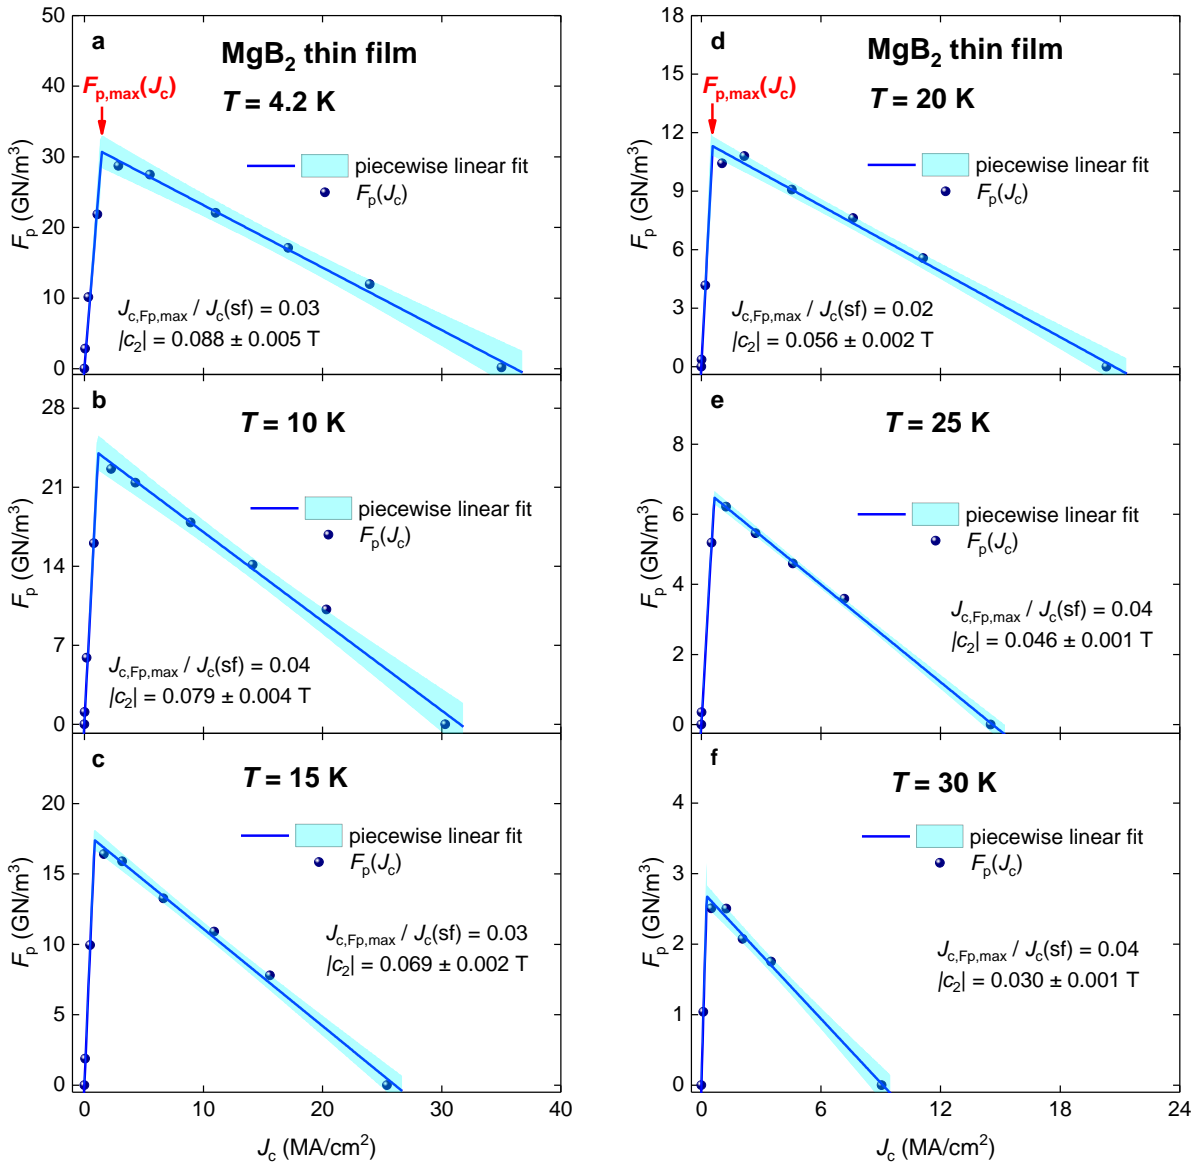 a
MgB2 thin film
Fp,max(Jc)
T = 4.2 K
piecewise linear fit
Fp(Jc)
Jc,Fp,max / Jc(sf) = 0.03
|c2| = 0.088 ± 0.005 T
50
40
30
20
10
0
Fp (GN/m3)
b
T = 10 K
piecewise linear fit
Fp(Jc)
Jc,Fp,max / Jc(sf) = 0.04
|c2| = 0.079 ± 0.004 T
28
21
14
7
0
Fp (GN/m3)
c
T = 15 K
piecewise linear fit
Fp(Jc)
Jc,Fp,max / Jc(sf) = 0.03
|c2| = 0.069 ± 0.002 T
20
15
10
5
0
Fp (GN/m3)
0 10 20 30 40
Jc (MA/cm2)
d
MgB2 thin film
Fp,max(Jc)
T = 20 K
piecewise linear fit
Fp(Jc)
Jc,Fp,max / Jc(sf) = 0.02
|c2| = 0.056 ± 0.002 T
18
15
12
9
6
3
0
Fp (GN/m3)
e
T = 25 K
piecewise linear fit
Fp(Jc)
Jc,Fp,max / Jc(sf) = 0.04
|c2| = 0.046 ± 0.001 T
8
6
4
2
0
Fp (GN/m3)
f
T = 30 K
piecewise linear fit
Fp(Jc)
Jc,Fp,max / Jc(sf) = 0.04
|c2| = 0.030 ± 0.001 T
4
3
2
1
0
Fp (GN/m3)
0 6 12 18 24
Jc (MA/cm2)